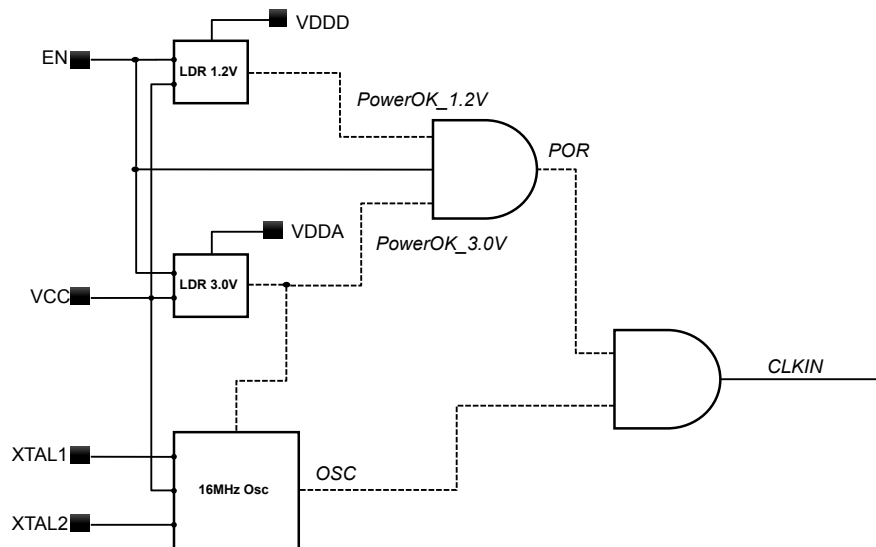 VDDD
EN
LDR 1.2V
PowerOK_1.2V
POR
VDDA
PowerOK_3.0V
LDR 3.0V
VCC
CLKIN
XTAL1
OSC
16MHz Osc
XTAL2